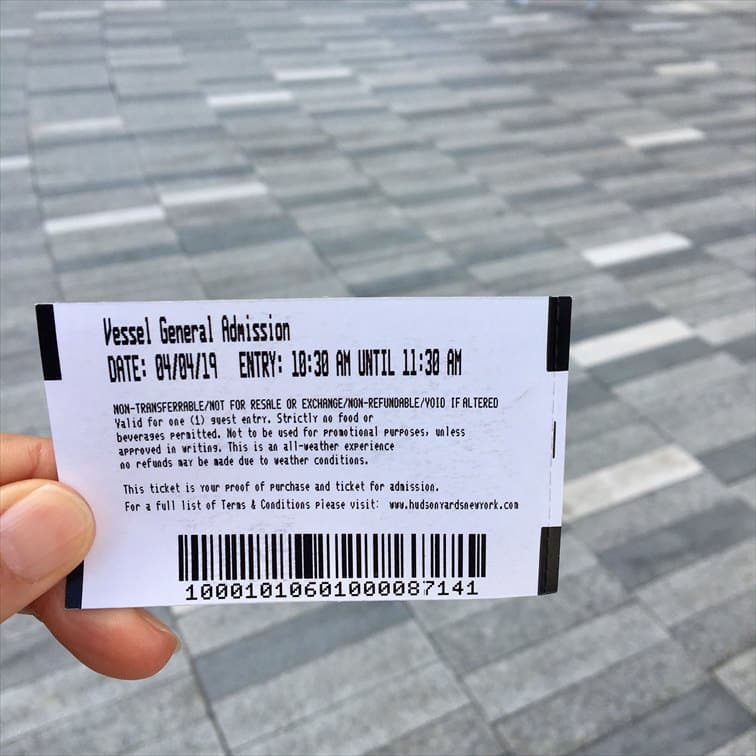 Vessel General Admission
DATE: 04/04/19 ENTRY: 10:30 AM UNTIL 11:30 AM
NON-TRANSFERRABLE/NOT FOR RESALE OR EXCHANGE/NON-REFUNDABLE/VOID IF ALTERED
Valid for one (1) guest entry. Strictly no food or
beverages permitted. Not to be used for promotional purposes, unless
approved in writing. This is an all-weather experience
no refunds may be made due to weather conditions.
This ticket is your proof of purchase and ticket for admission.
For a full list of Terms & Conditions please visit: www.hudsonyardsnewyork.com
10001010601000087141